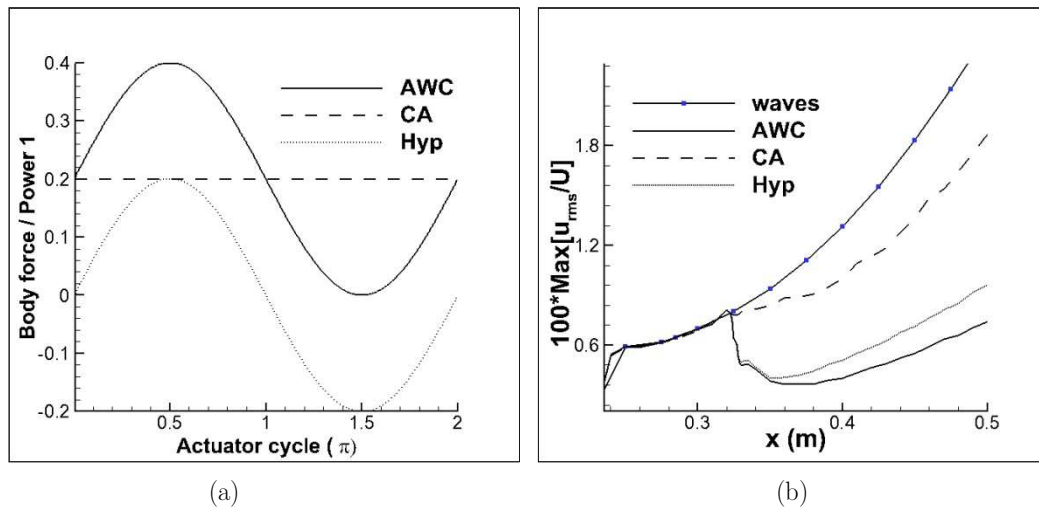 0.4
0.3
0.2
0.1
0
-0.1
-0.2
0.5
1
1.5
2
Body force / Power 1
Actuator cycle ( π)
AWC
CA
Hyp
(a)
1.8
1.2
0.6
0.3
0.4
0.5
100*Max[u_rms/U]
x (m)
waves
AWC
CA
Hyp
(b)